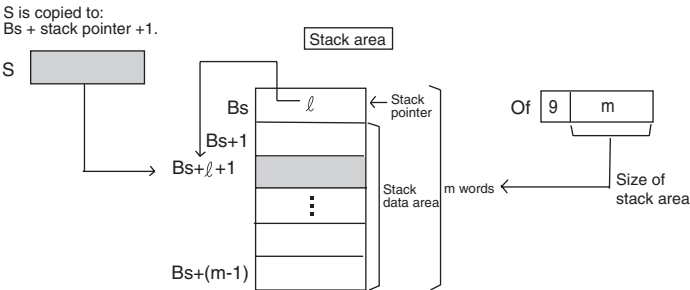 S is copied to:
Bs + stack pointer +1.
Stack area
S
Bs
ℓ
Stack
pointer
Of
9
m
Bs+1
Bs+ℓ+1
Stack
data area
m words
Size of
stack area
Bs+(m-1)